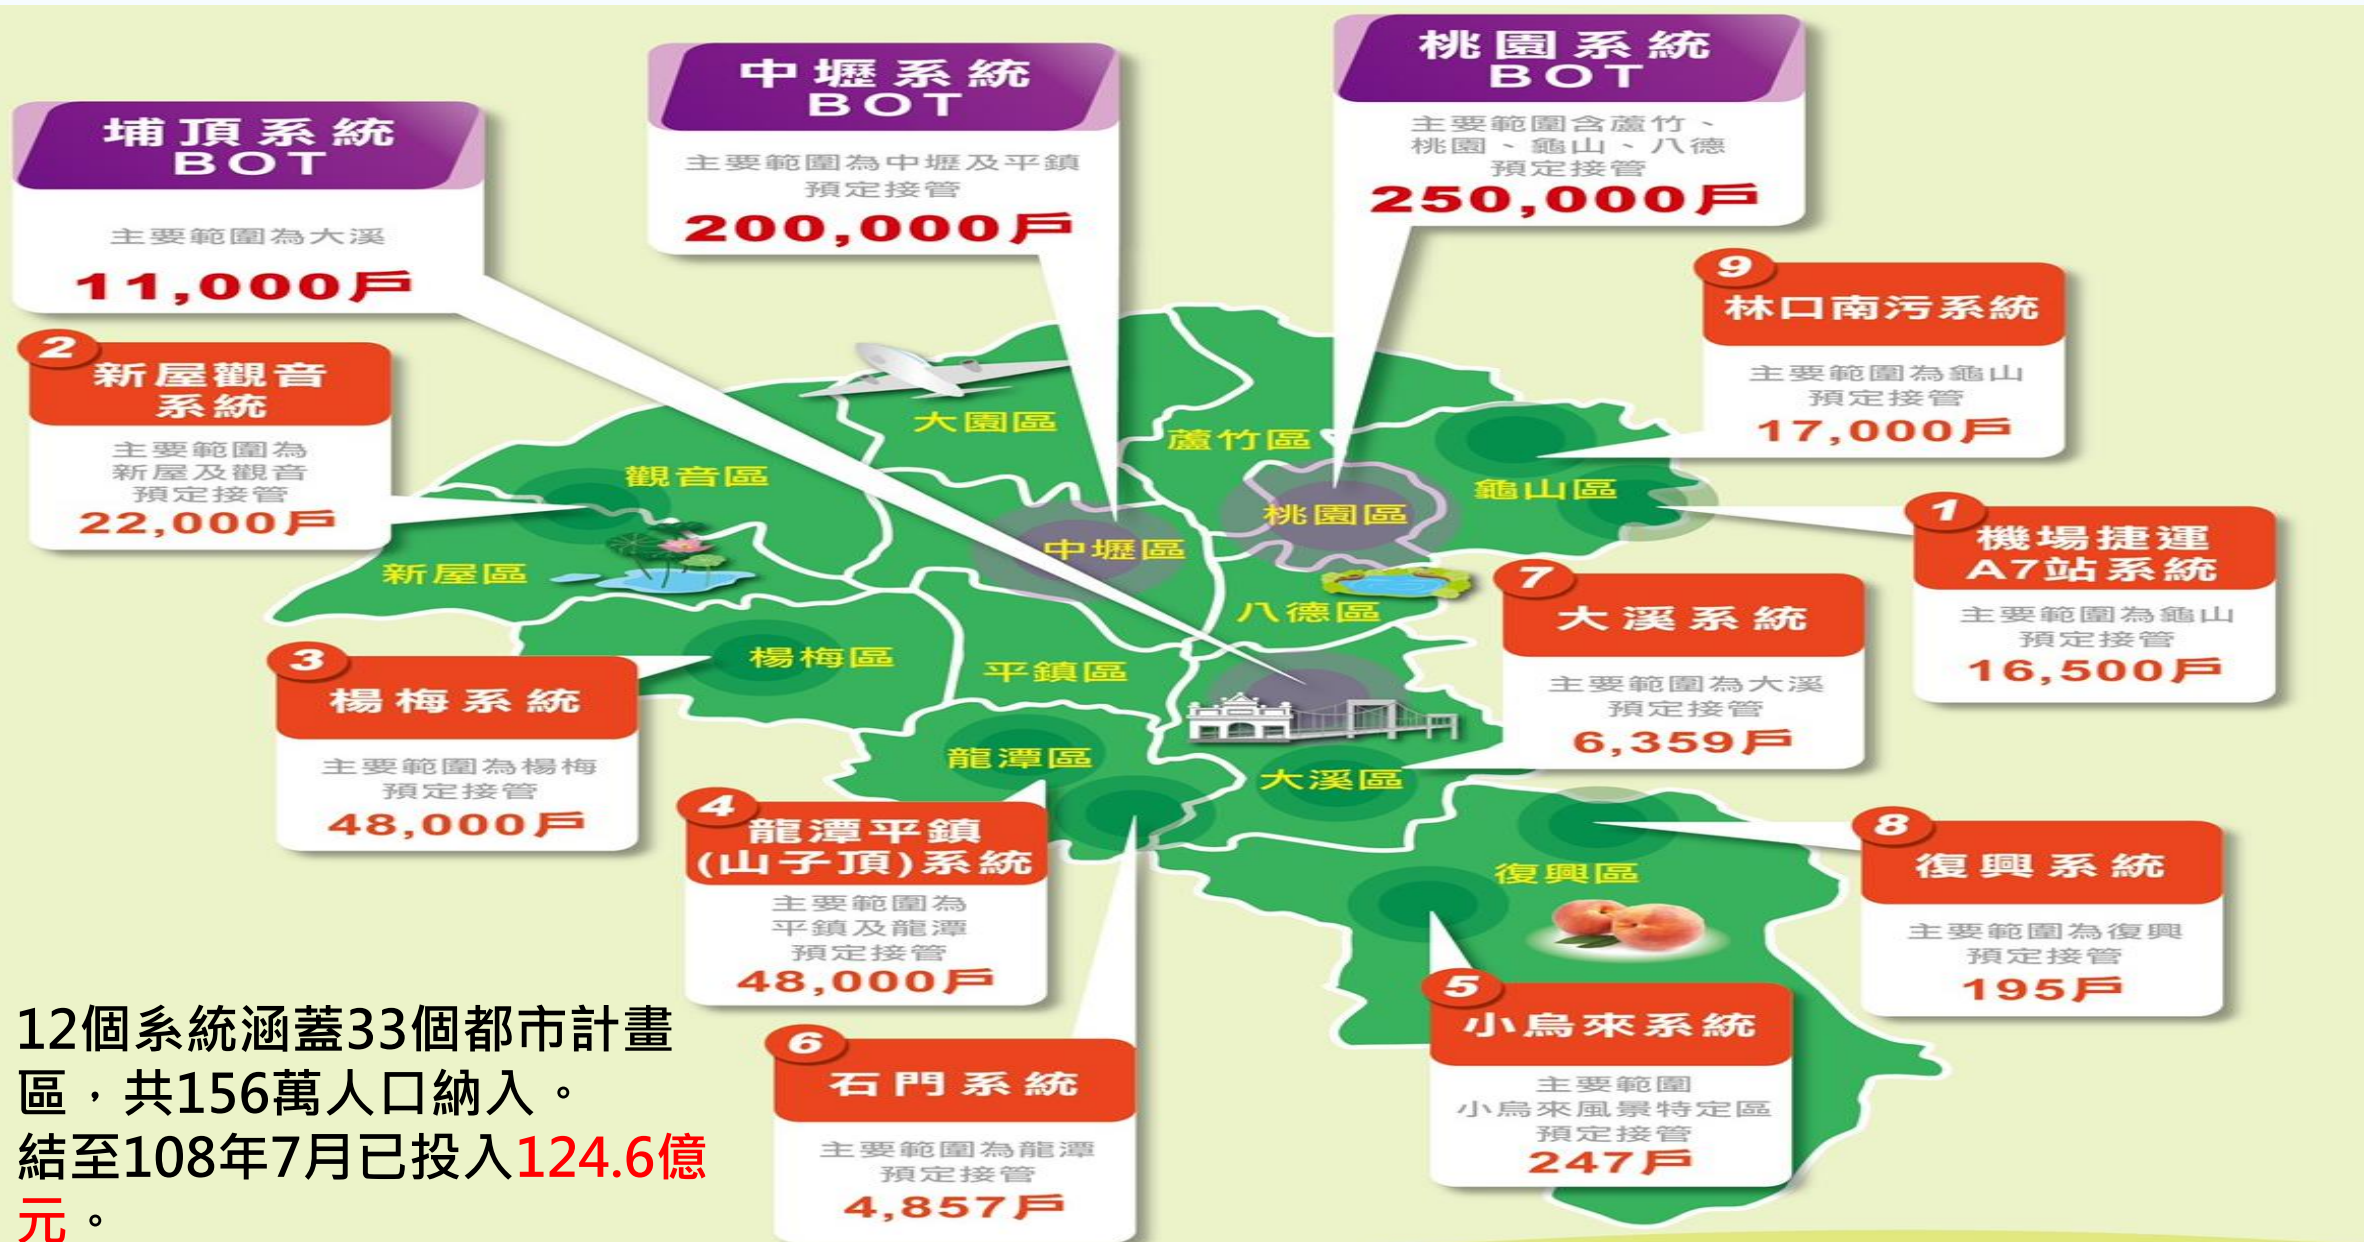 桃園系統
BOT
主要範圍含蘆竹、
桃園、龜山、八德
預定接管
250,000戶
中壢系統
BOT
主要範圍為中壢及平鎮
預定接管
200,000戶
埔頂系統
BOT
主要範圍為大溪
11,000戶
9
林口南污系統
主要範圍為龜山
預定接管
17,000戶
2
新屋觀音
系統
主要範圍為
新屋及觀音
預定接管
22,000戶
大園區
蘆竹區
觀音區
龜山區
桃園區
中壢區
新屋區
八德區
楊梅區
平鎮區
龍潭區
大溪區
復興區
1
機場捷運
A7站系統
主要範圍為龜山
預定接管
16,500戶
7
大溪系統
主要範圍為大溪
預定接管
6,359戶
3
楊梅系統
主要範圍為楊梅
預定接管
48,000戶
4
龍潭平鎮
(山子頂)系統
主要範圍為
平鎮及龍潭
預定接管
48,000戶
8
復興系統
主要範圍為復興
預定接管
195戶
5
小烏來系統
主要範圍
小烏來風景特定區
預定接管
247戶
6
石門系統
主要範圍為龍潭
預定接管
4,857戶
12個系統涵蓋33個都市計畫
區，共156萬人口納入。
結至108年7月已投入124.6億
元。